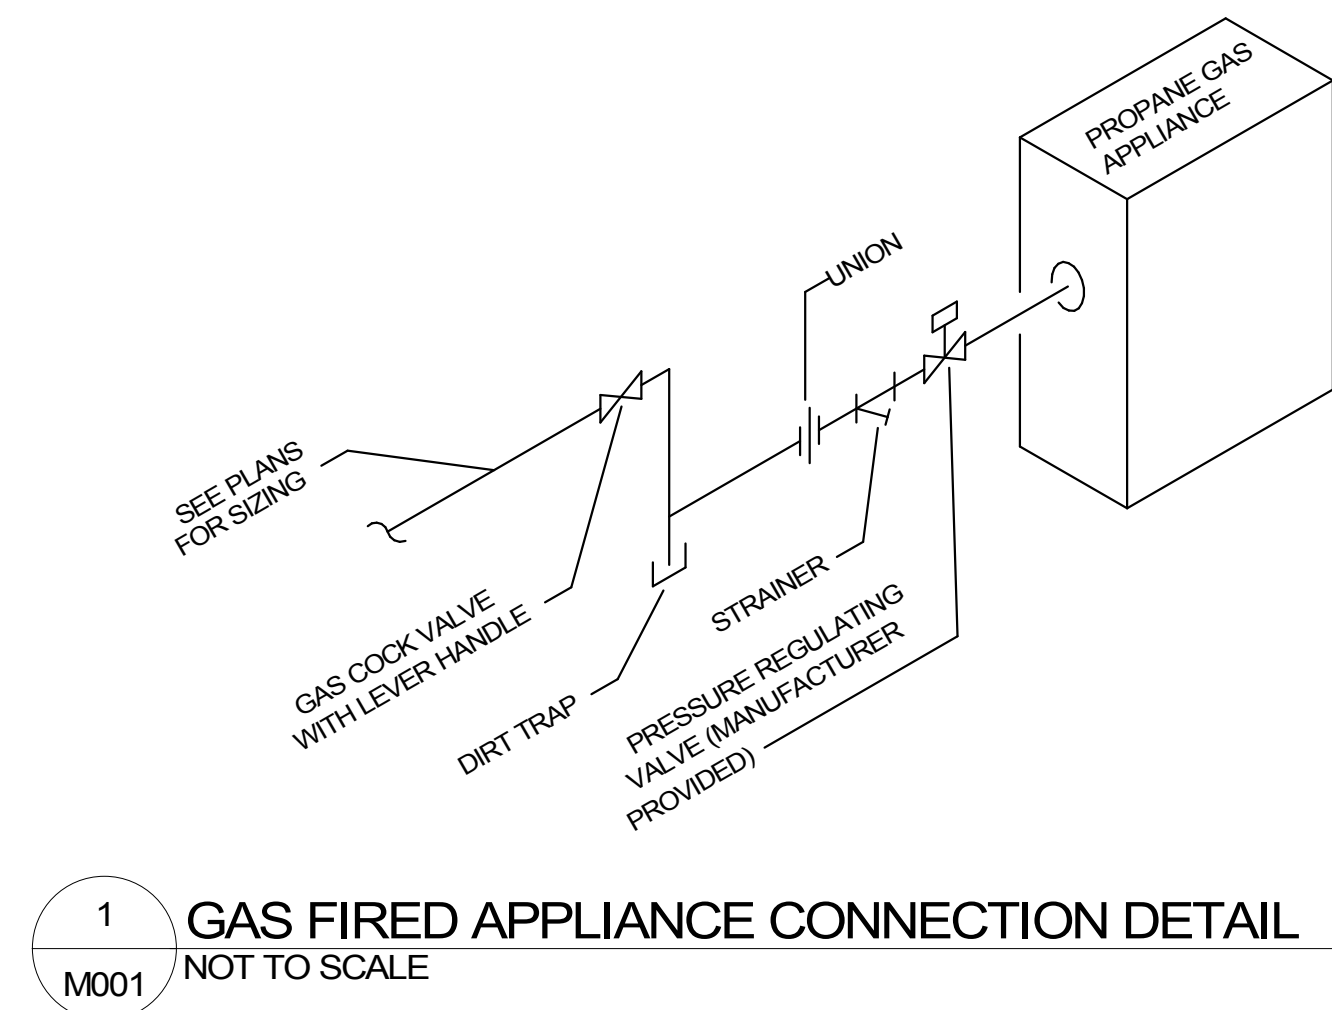 PROPANE GAS
APPLIANCE
UNION
SEE PLANS
FOR SIZING
GAS COCK VALVE
WITH LEVER HANDLE
DIRT TRAP
STRAINER
PRESSURE REGULATING
VALVE (MANUFACTURER
PROVIDED)
1
M001
GAS FIRED APPLIANCE CONNECTION DETAIL
NOT TO SCALE